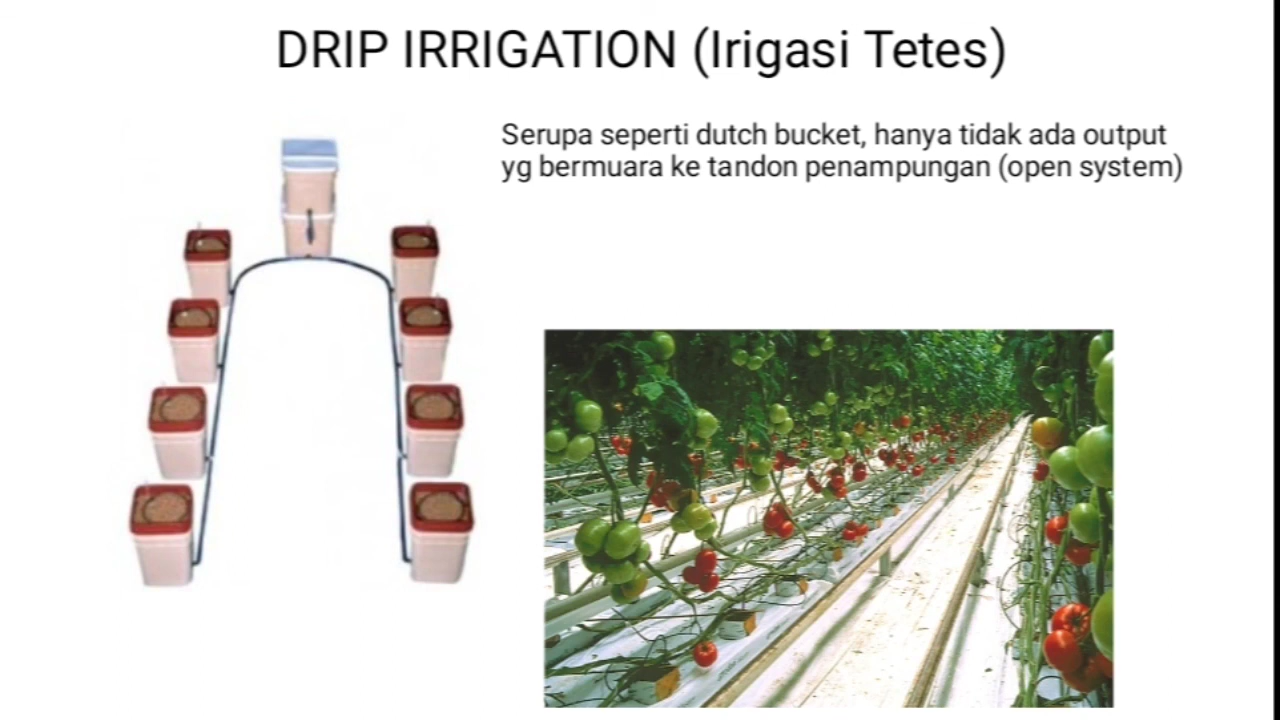 DRIP IRRIGATION (Irigasi Tetes)
Serupa seperti dutch bucket, hanya tidak ada output
yg bermuara ke tandon penampungan (open system)